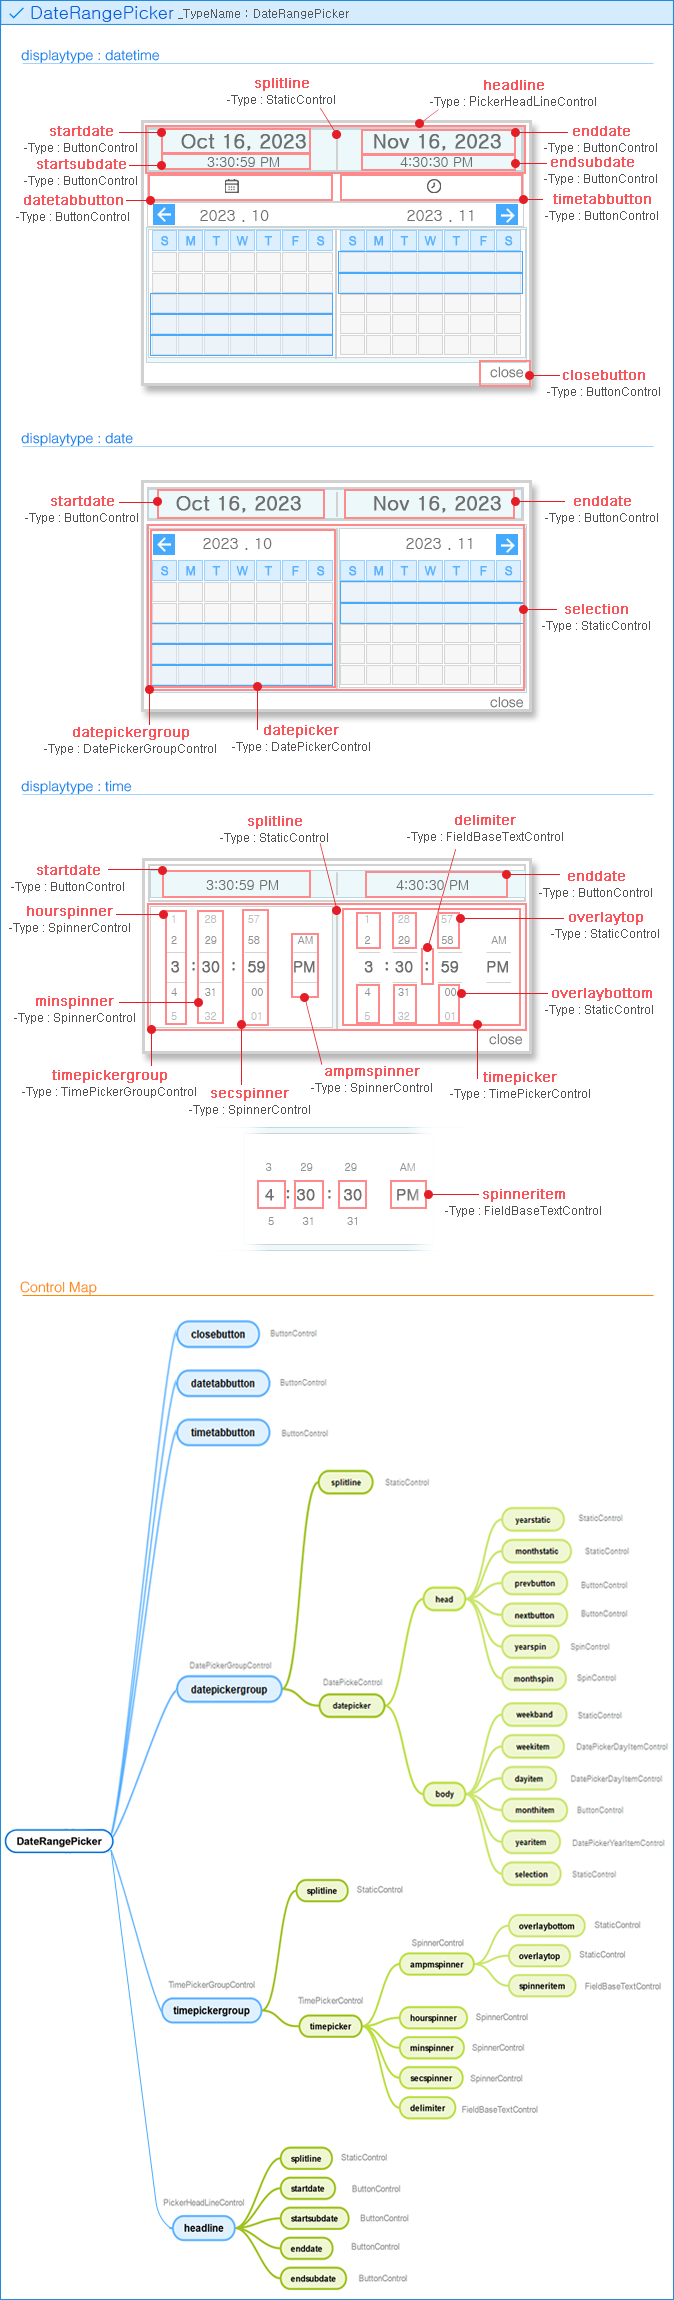 DateRangePicker _TypeName : DateRangePicker
displaytype : datetime
splitline
-Type : StaticControl
headline
-Type : PickerHeadLineControl
startdate
-Type : ButtonControl
startsubdate
-Type : ButtonControl
datetabbutton
-Type : ButtonControl
Oct 16, 2023
3:30:59 PM
Nov 16, 2023
4:30:30 PM
enddate
-Type : ButtonControl
endsubdate
-Type : ButtonControl
timetabbutton
-Type : ButtonControl
2023 . 10
2023 . 11
S M T W T F S
S M T W T F S
close
closebutton
-Type : ButtonControl
displaytype : date
startdate
-Type : ButtonControl
Oct 16, 2023
Nov 16, 2023
enddate
-Type : ButtonControl
2023 . 10
2023 . 11
S M T W T F S
S M T W T F S
selection
-Type : StaticControl
close
datepickergroup
-Type : DatePickerGroupControl
datepicker
-Type : DatePickerControl
displaytype : time
splitline
-Type : StaticControl
delimiter
-Type : FieldBaseTextControl
startdate
-Type : ButtonControl
3:30:59 PM
4:30:30 PM
enddate
-Type : ButtonControl
hourspinner
-Type : SpinnerControl
overlaytop
-Type : StaticControl
1 28 57
2 29 58 AM
3 : 30 : 59 PM
4 31 00
5 32 01
1 28 57
2 29 58 AM
3 : 30 : 59 PM
4 31 00
5 32 01
minspinner
-Type : SpinnerControl
overlaybottom
-Type : StaticControl
close
timepickergroup
-Type : TimePickerGroupControl
secspinner
-Type : SpinnerControl
ampmspinner
-Type : SpinnerControl
timepicker
-Type : TimePickerControl
3 29 29 AM
4 : 30 : 30 PM
5 31 31
spinneritem
-Type : FieldBaseTextControl
Control Map
closebutton ButtonControl
datetabbutton ButtonControl
timetabbutton ButtonControl
splitline StaticControl
yearstatic StaticControl
monthstatic StaticControl
prevbutton ButtonControl
head
nextbutton ButtonControl
yearspin SpinControl
monthspin SpinControl
DatePickerGroupControl
datepickergroup
DatePickeControl
datepicker
weekband StaticControl
weekitem DatePickerDayItemControl
dayitem DatePickerDayItemControl
body
monthitem ButtonControl
yearitem DatePickerYearItemControl
selection StaticControl
DateRangePicker
splitline StaticControl
overlaybottom StaticControl
SpinnerControl
ampmspinner
overlaytop StaticControl
spinneritem FieldBaseTextControl
TimePickerGroupControl
timepickergroup
TimePickerControl
timepicker
hourspinner SpinnerControl
minspinner SpinnerControl
secspinner SpinnerControl
delimiter FieldBaseTextControl
splitline StaticControl
startdate ButtonControl
PickerHeadLineControl
headline
startsubdate ButtonControl
enddate ButtonControl
endsubdate ButtonControl